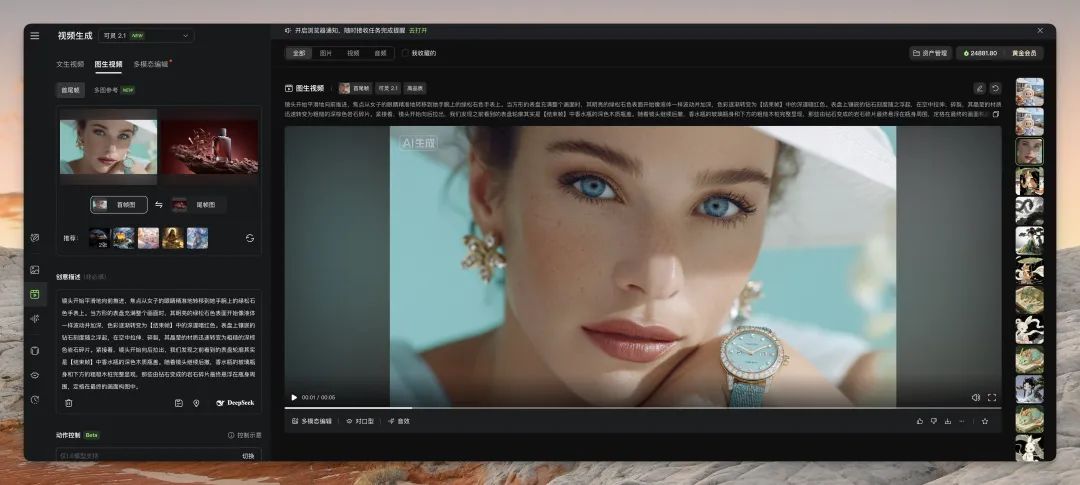 视频生成 可灵 2.1 NEW
文生视频 图生视频 多模态编辑
首尾帧 多图参考 NEW
首帧图 尾帧图
推荐：
创意描述 (非必填)
镜头开始平滑地向前推进，焦点从女子的眼睛精准地转移到她手腕上的绿松石
色手表上。当方形的表盘充满整个画面时，其明亮的绿松石色表面开始像液体
一样波动并加深，色彩逐渐转变为【结束帧】中的深邃暗红色。表盘上镶嵌的
钻石刻度随之浮起，在空中拉伸、碎裂，其晶莹的材质迅速转变为粗糙的深棕
色岩石碎片。紧接着，镜头开始向后拉出，我们发现之前看到的表盘轮廓其实
是【结束帧】中香水瓶的深色木质瓶盖。随着镜头继续后撤，香水瓶的玻璃瓶
身和下方的粗糙木桩完整显现，那些由钻石变成的岩石碎片最终悬浮在瓶身周
围，定格在最终的画面构图中。
DeepSeek
动作控制 Beta 控制示意
仅1.6模型支持 切换
开启浏览器通知，随时接收任务完成提醒 去打开
全部 图片 视频 音频 我收藏的
资产管理 24881.80 黄金会员
图生视频 首尾帧 可灵 2.1 高品质
镜头开始平滑地向前推进，焦点从女子的眼睛精准地转移到她手腕上的绿松石色手表上。当方形的表盘充满整个画面时，其明亮的绿松石色表面开始像液体一样波动并加深，色彩逐渐转变为【结束帧】中的深邃暗红色。表盘上镶嵌的钻石刻度随之浮起，在空中拉伸、碎裂，其晶莹的材质
迅速转变为粗糙的深棕色岩石碎片。紧接着，镜头开始向后拉出，我们发现之前看到的表盘轮廓其实是【结束帧】中香水瓶的深色木质瓶盖。随着镜头继续后撤，香水瓶的玻璃瓶身和下方的粗糙木桩完整显现，那些由钻石变成的岩石碎片最终悬浮在瓶身周围，定格在最终的画面构图
AI生成
00:01 / 00:05
多模态编辑 对口型 音效